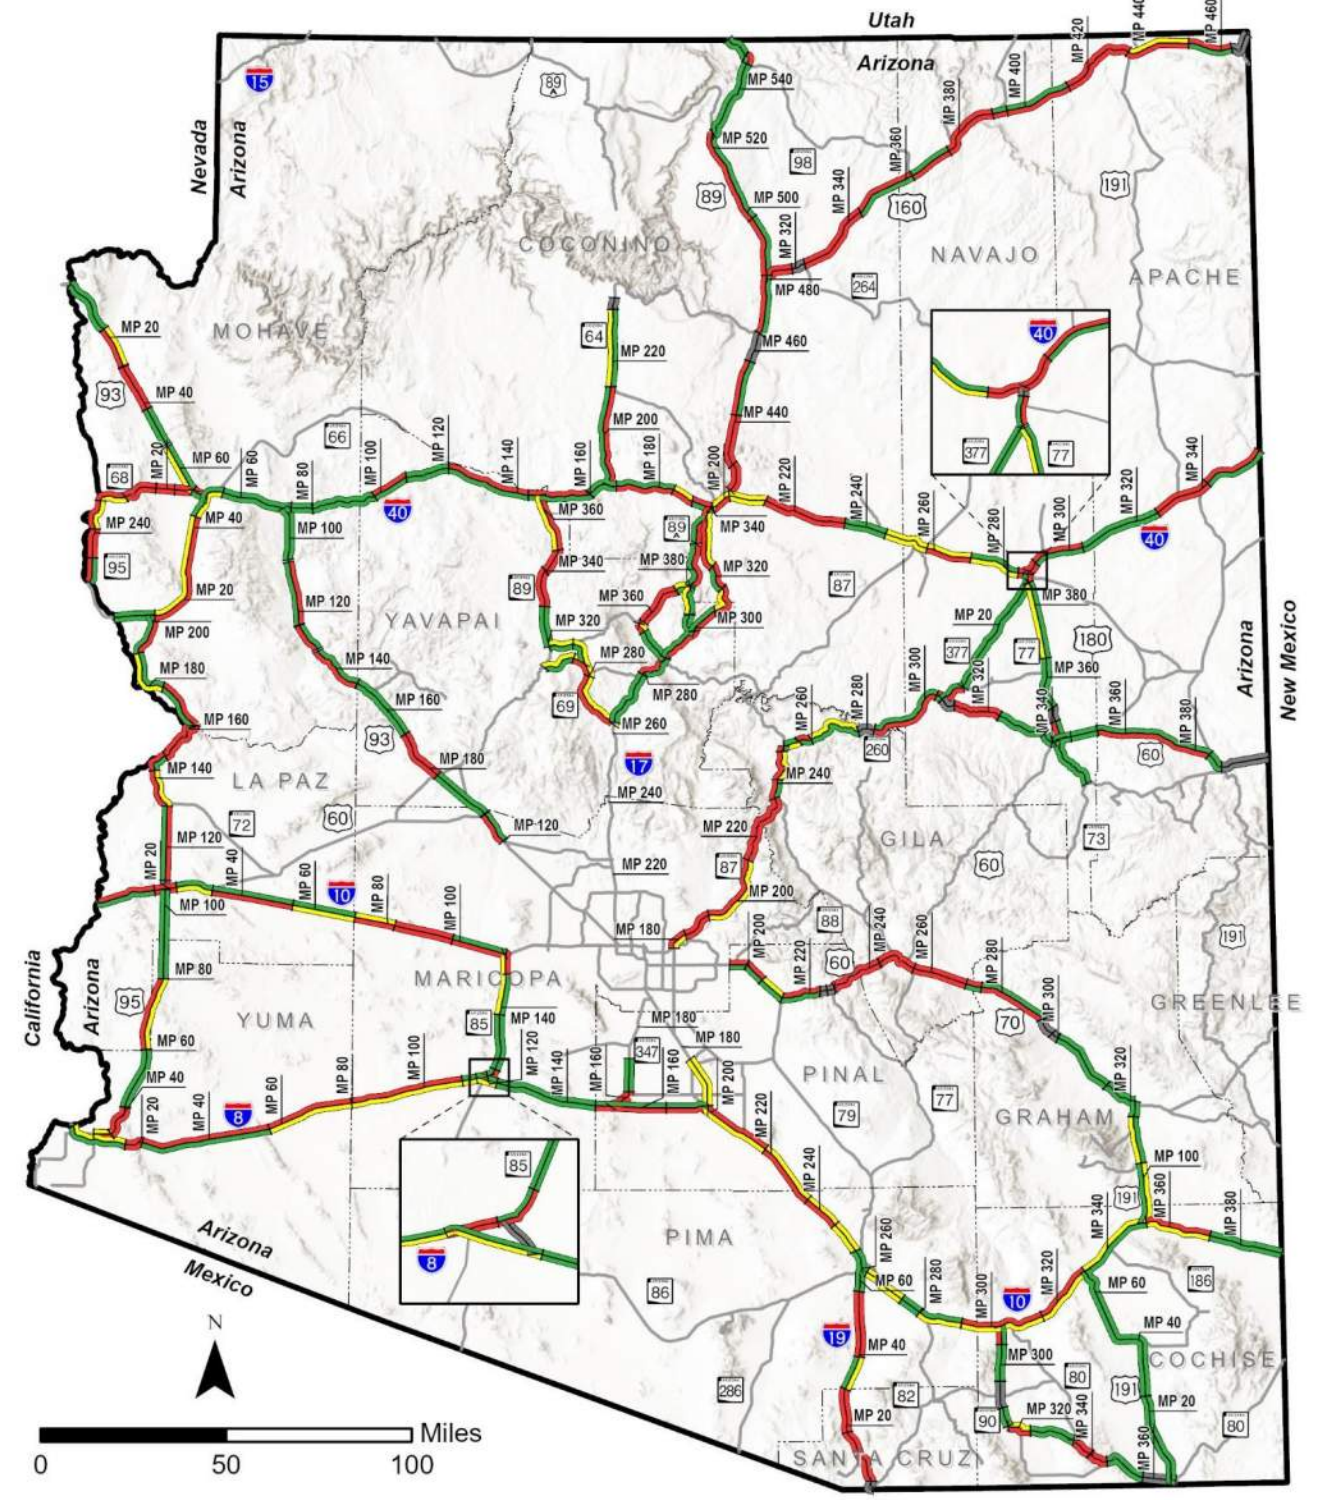 Utah
Arizona
MP 420
MP 440
MP 460
15
89
A
MP 540
MP 400
Nevada
Arizona
MP 380
MP 520
98
MP 360
89
MP 500
MP 340
160
191
MP 320
COCONINO
NAVAJO
APACHE
MP 480
264
MP 20
MOHAVE
64
MP 220
MP 460
40
93
MP 40
MP 200
MP 440
377
77
66
MP 120
MP 340
68
MP 20
MP 60
MP 60
MP 80
MP 100
MP 140
MP 160
MP 180
MP 200
MP 220
MP 240
MP 260
MP 280
MP 300
MP 320
MP 240
MP 40
MP 100
40
MP 360
89
A
MP 340
40
95
MP 340
MP 380
MP 320
87
MP 20
89
MP 360
MP 380
MP 120
YAVAPAI
MP 320
MP 300
MP 20
377
77
180
MP 200
MP 280
MP 300
MP 320
MP 360
Arizona
New Mexico
MP 180
MP 140
MP 280
MP 260
MP 280
MP 340
MP 360
MP 380
MP 160
MP 160
69
MP 260
93
260
60
MP 140
LA PAZ
MP 180
17
MP 240
MP 240
72
60
MP 120
MP 220
GILA
73
MP 120
MP 20
MP 40
MP 60
10
MP 80
MP 100
MP 220
87
60
MP 200
MP 100
MP 180
MP 200
88
MP 240
MP 260
191
California
Arizona
MP 80
MARICOPA
MP 220
60
MP 280
95
YUMA
85
MP 140
MP 180
70
MP 300
GREENLEE
MP 60
MP 100
MP 120
MP 180
MP 40
MP 80
MP 140
MP 160
347
MP 160
MP 200
PINAL
MP 320
MP 20
MP 40
8
MP 60
MP 220
79
77
GRAHAM
85
MP 240
MP 100
191
MP 340
MP 360
MP 380
Arizona
Mexico
8
PIMA
MP 260
MP 60
MP 280
MP 300
10
MP 320
MP 60
186
86
N
19
MP 40
MP 300
MP 40
COCHISE
286
82
80
191
MP 20
MP 20
90
MP 320
MP 340
MP 360
80
SANTA CRUZ
Miles
0
50
100